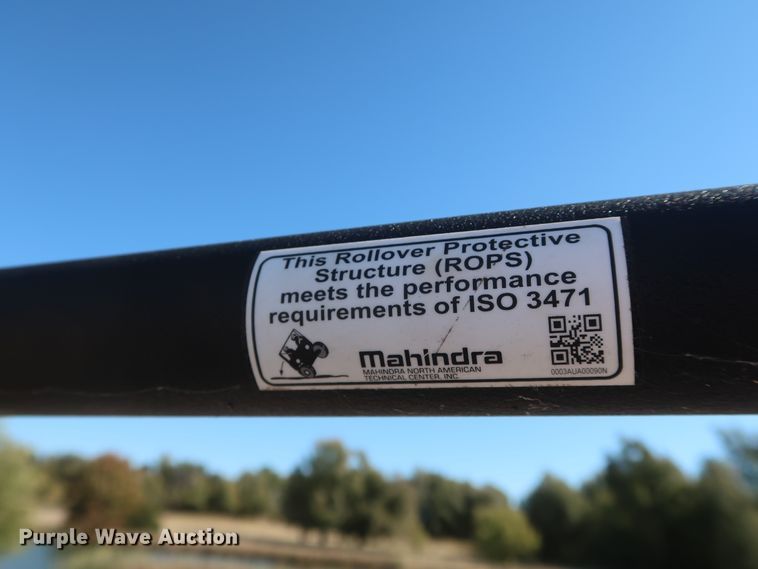 This Rollover Protective
Structure (ROPS)
meets the performance
requirements of ISO 3471
Mahindra
MAHINDRA NORTH AMERICAN
TECHNICAL CENTER, INC.
0003AUA00090N
Purple Wave Auction